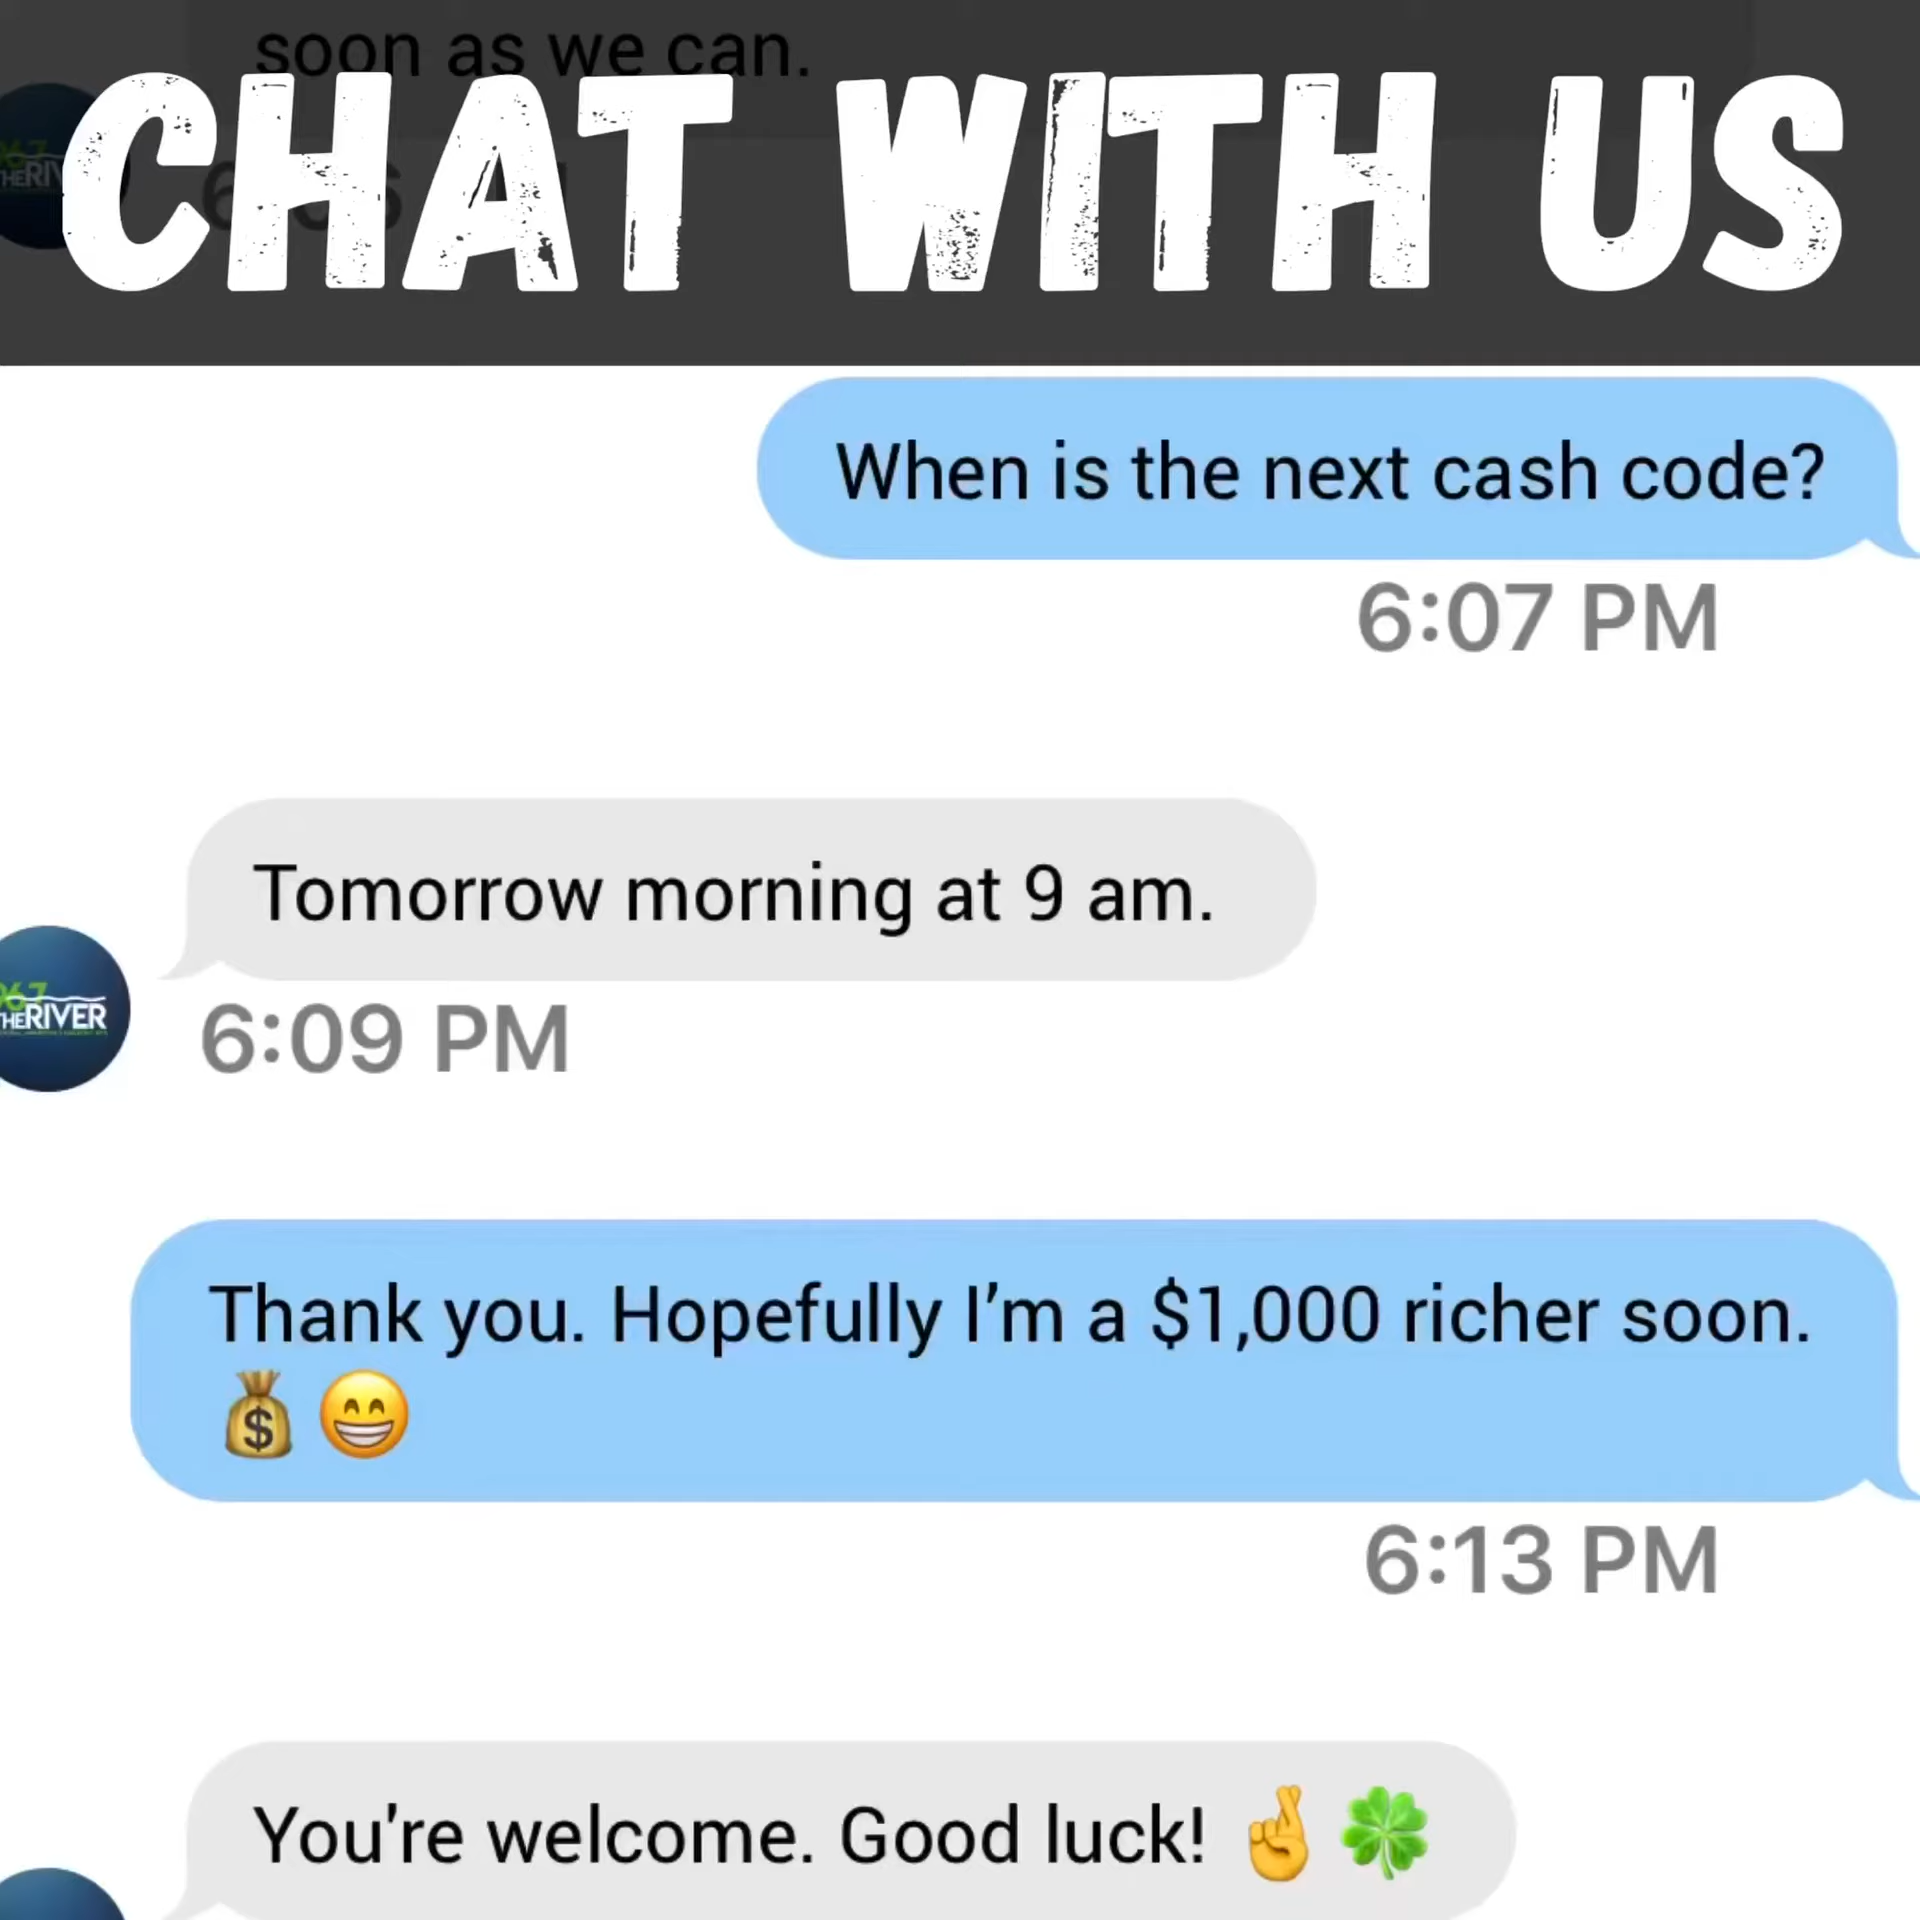 soon as we can.
CHAT WITH US
When is the next cash code?
6:07 PM
Tomorrow morning at 9 am.
96.7
THE RIVER
6:09 PM
Thank you. Hopefully I’m a $1,000 richer soon.
💰 😁
6:13 PM
You're welcome. Good luck! 🤞 🍀